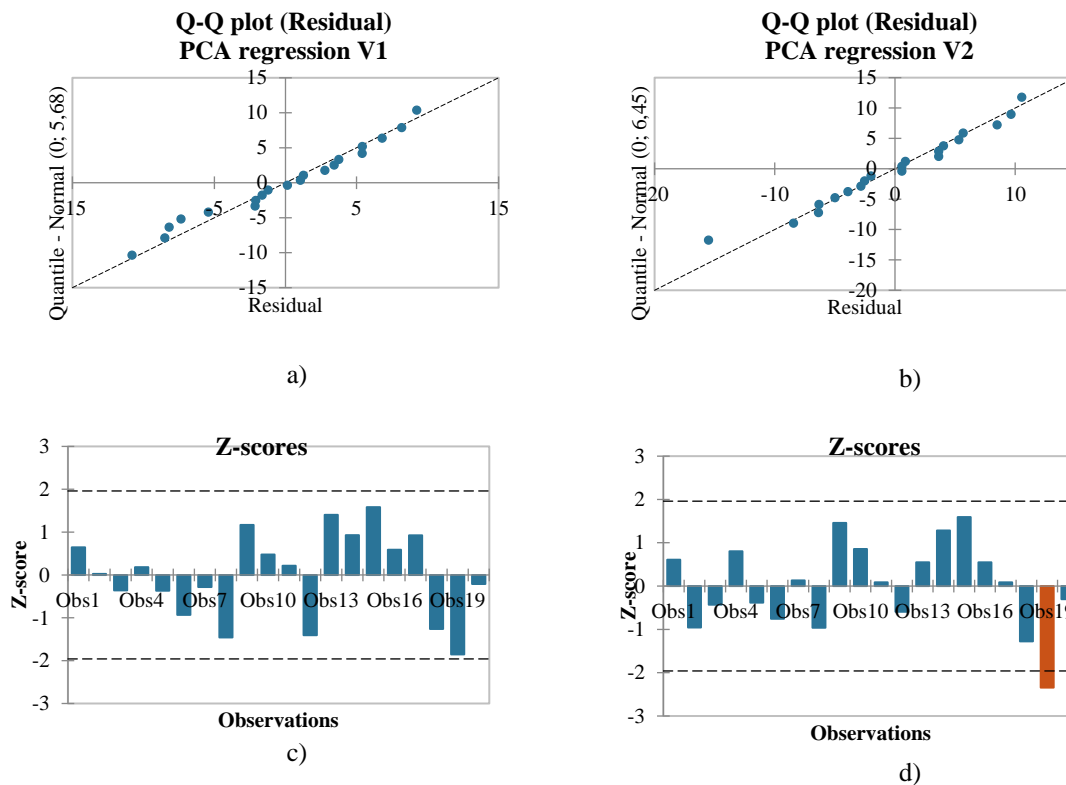 Q-Q plot (Residual)
PCA regression V1
15
10
5
0
-15
-5
5
15
-5
-10
-15
Quantile - Normal (0; 5,68)
Residual
a)
Q-Q plot (Residual)
PCA regression V2
15
10
5
0
-20
-10
0
10
-5
-10
-15
-20
Quantile - Normal (0; 6,45)
Residual
b)
Z-scores
3
2
1
0
-1
-2
-3
Z-score
Obs1
Obs4
Obs7
Obs10
Obs13
Obs16
Obs19
Observations
c)
Z-scores
3
2
1
0
-1
-2
-3
Z-score
Obs1
Obs4
Obs7
Obs10
Obs13
Obs16
Obs19
Observations
d)